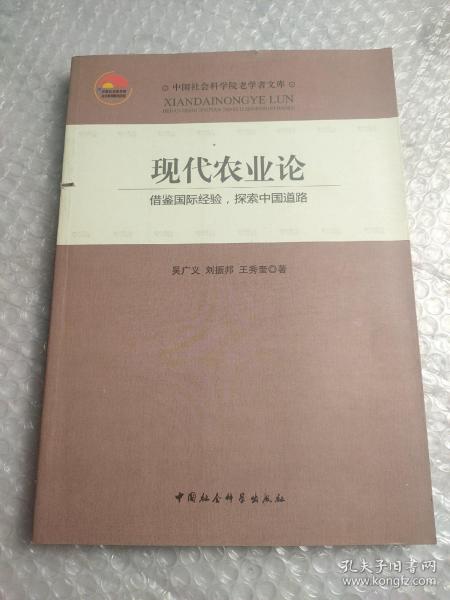 中国社会科学院老学者文库
XIANDAINONGYE LUN
现代农业论
借鉴国际经验，探索中国道路
吴广义 刘振邦 王秀奎◎著
中国社会科学出版社
孔夫子旧书网
www.kongfz.com